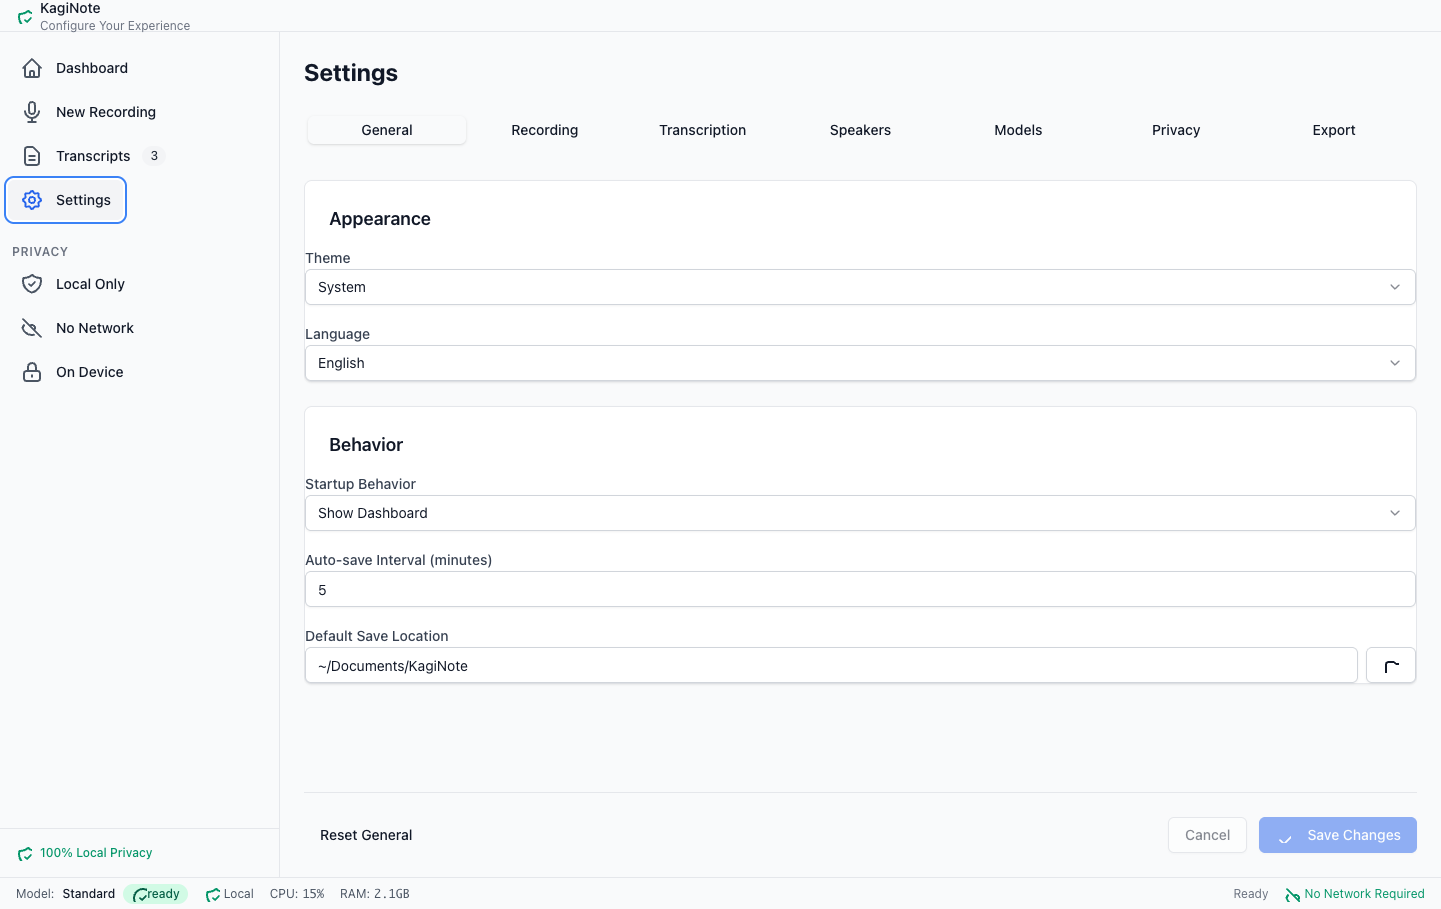 KagiNote
Configure Your Experience
Dashboard
New Recording
Transcripts 3
Settings
PRIVACY
Local Only
No Network
On Device
100% Local Privacy
Settings
General Recording Transcription Speakers Models Privacy Export
Appearance
Theme
System
Language
English
Behavior
Startup Behavior
Show Dashboard
Auto-save Interval (minutes)
5
Default Save Location
~/Documents/KagiNote
Reset General Cancel Save Changes
Model: Standard ready Local CPU: 15% RAM: 2.1GB Ready No Network Required